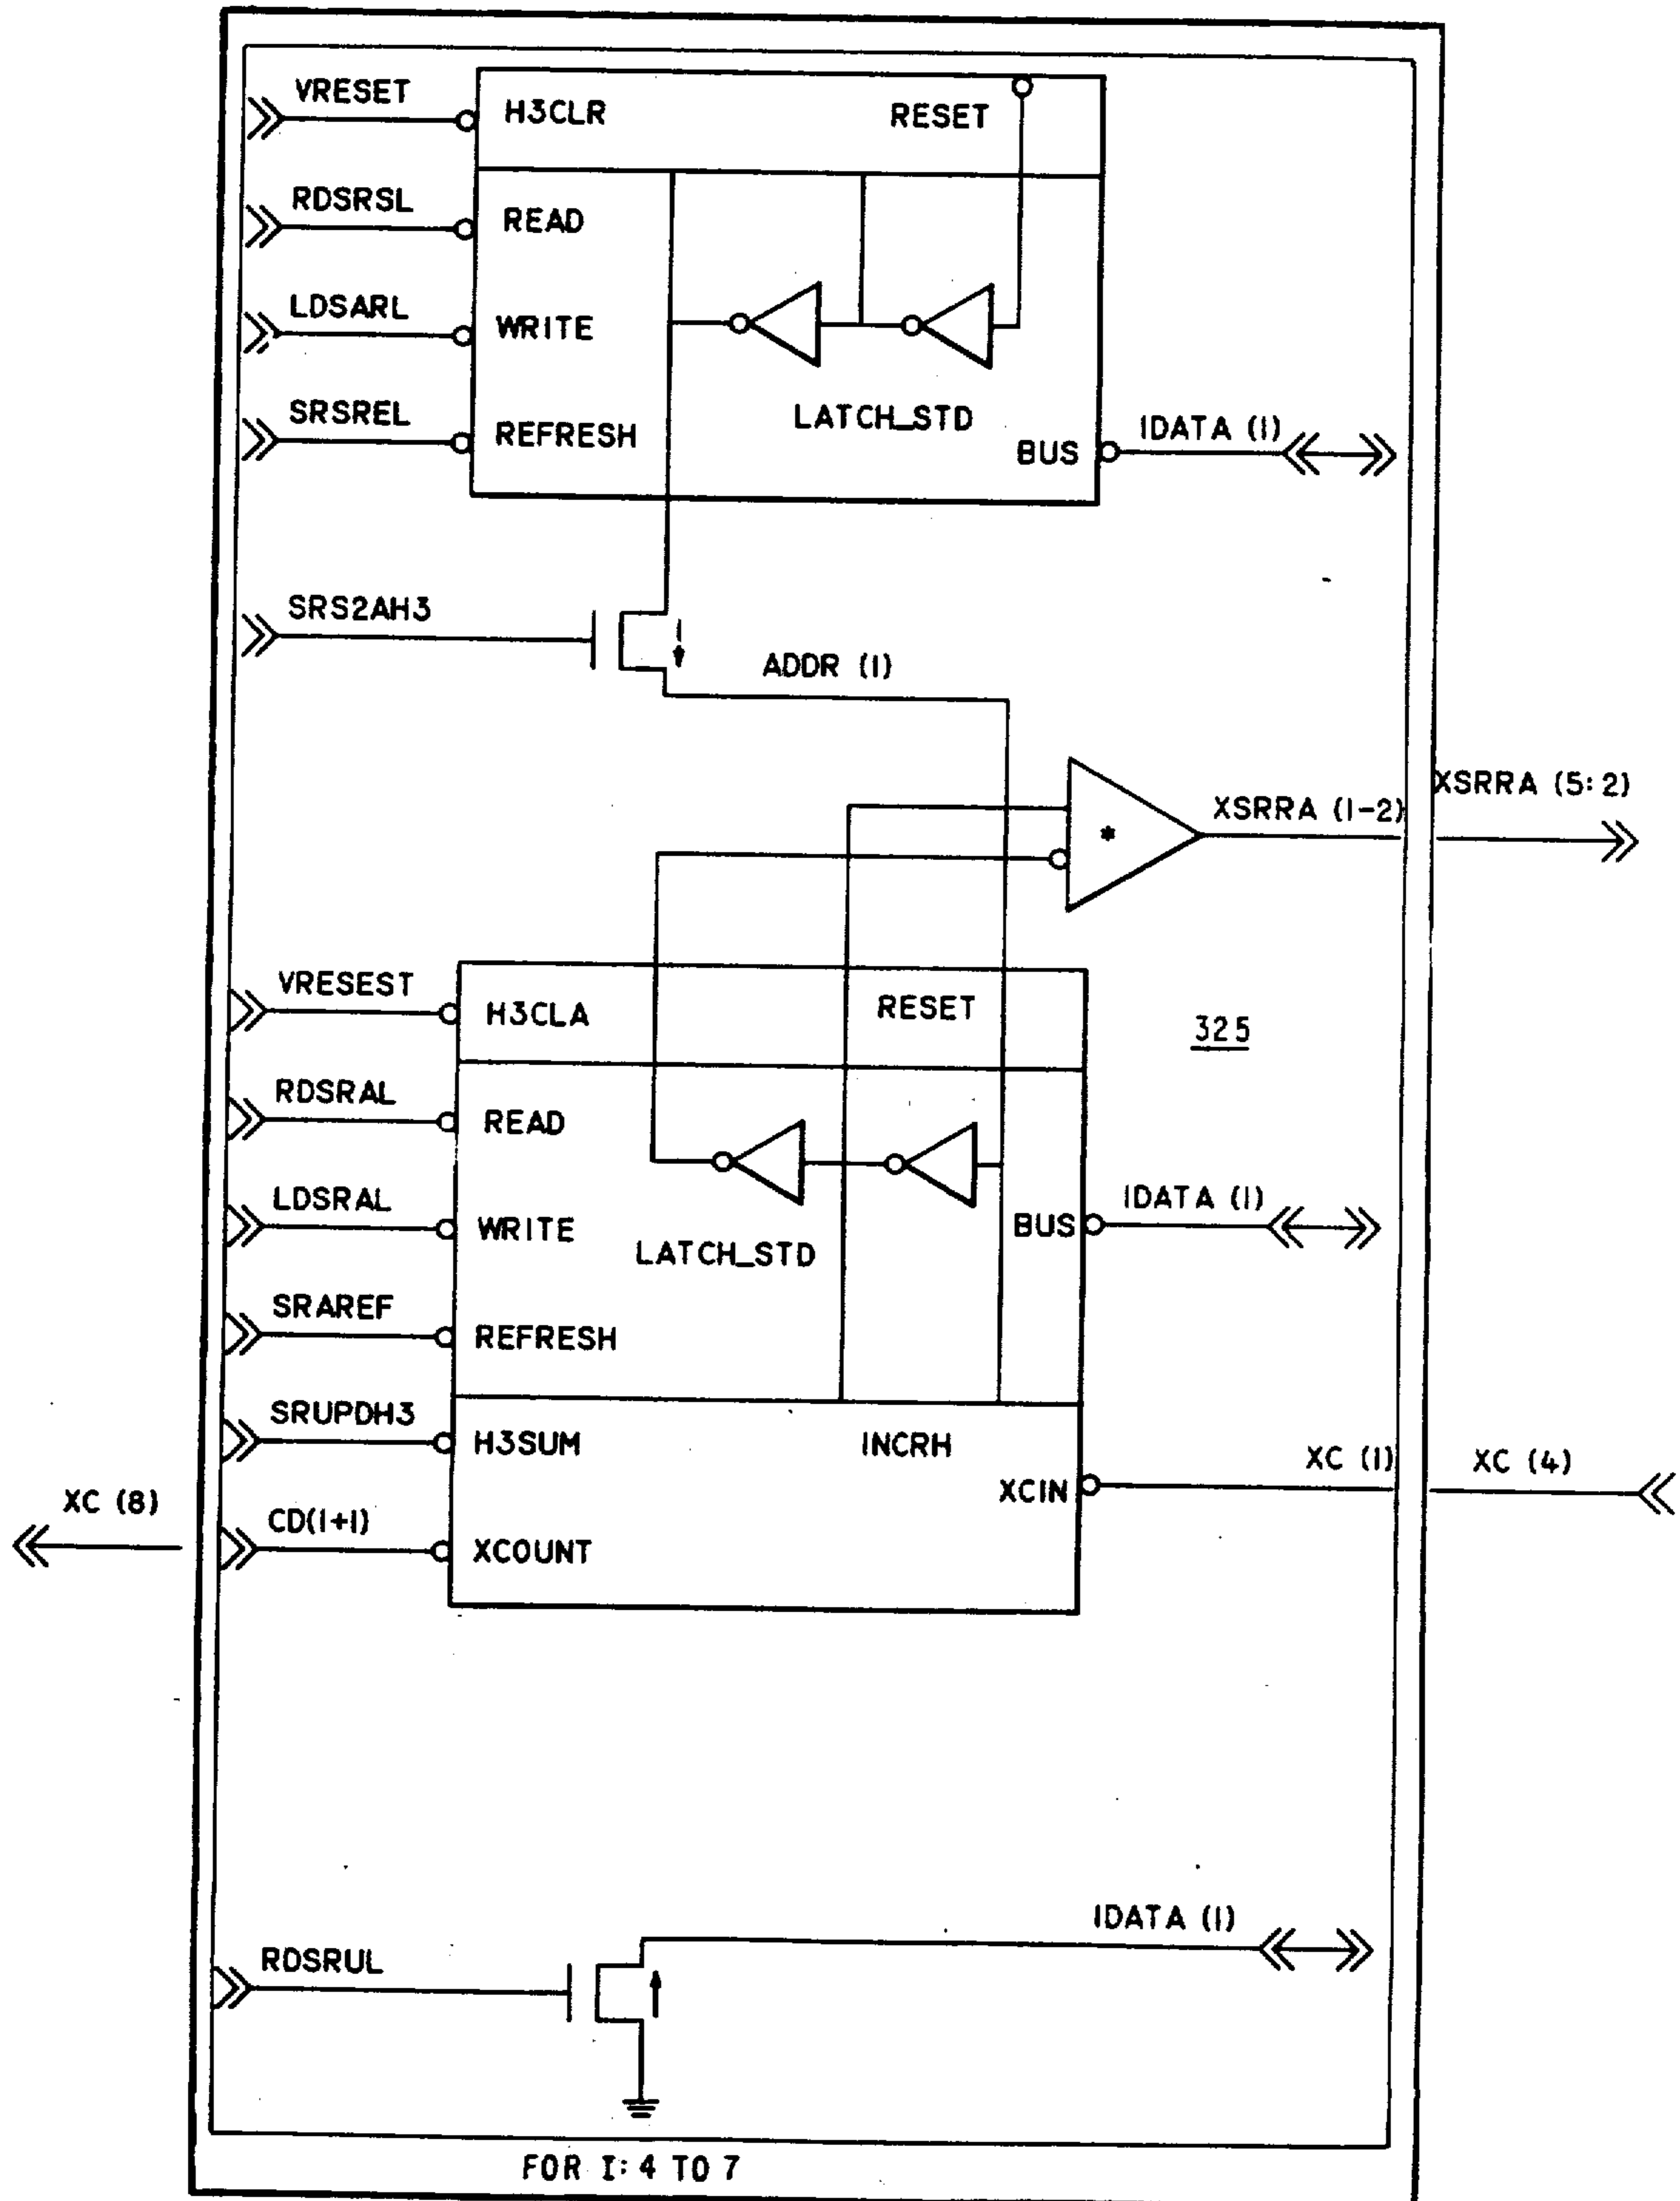 VRESET
H3CLR
RESET
RDSRSL
READ
LDSARL
WRITE
SRSREL
REFRESH
LATCH_STD
BUS
IDATA (I)
SRS2AH3
ADDR (I)
*
XSRRA (I-2)
XSRRA (5:2)
VRESEST
H3CLA
RESET
325
RDSRAL
READ
LDSRAL
WRITE
LATCH_STD
BUS
IDATA (I)
SRAREF
REFRESH
SRUPDH3
H3SUM
INCRH
XCIN
XC (I)
XC (4)
XC (8)
CD(I+I)
XCOUNT
RDSRUL
IDATA (I)
FOR I: 4 TO 7